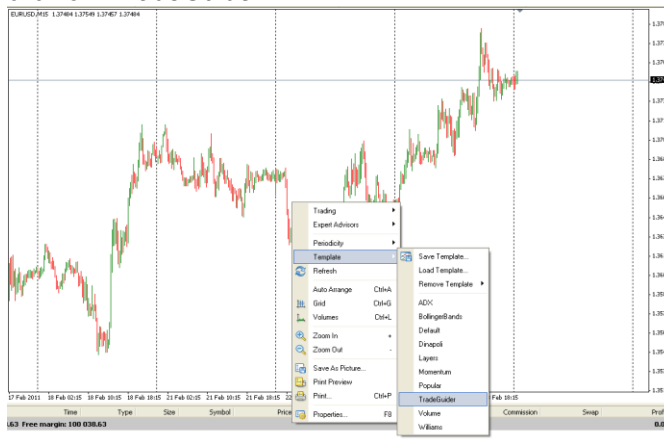 EURUSD,M15 1.37484 1.37549 1.37457 1.37484
Trading
Expert Advisors
Periodicity
Template
Refresh
Auto Arrange Ctrl+A
Grid Ctrl+G
Volumes Ctrl+L
Zoom In +
Zoom Out -
Save As Picture...
Print Preview
Print... Ctrl+P
Properties... F8
Save Template...
Load Template...
Remove Template
ADX
BollingerBands
Default
Dinapoli
Layers
Momentum
Popular
TradeGuider
Volume
Williams
17 Feb 2011 18 Feb 02:15 18 Feb 10:15 18 Feb 18:15 21 Feb 02:15 21 Feb 10:15 21 Feb 18:15
Time Type Size Symbol Price Commission Swap
.63 Free margin: 100 038.63